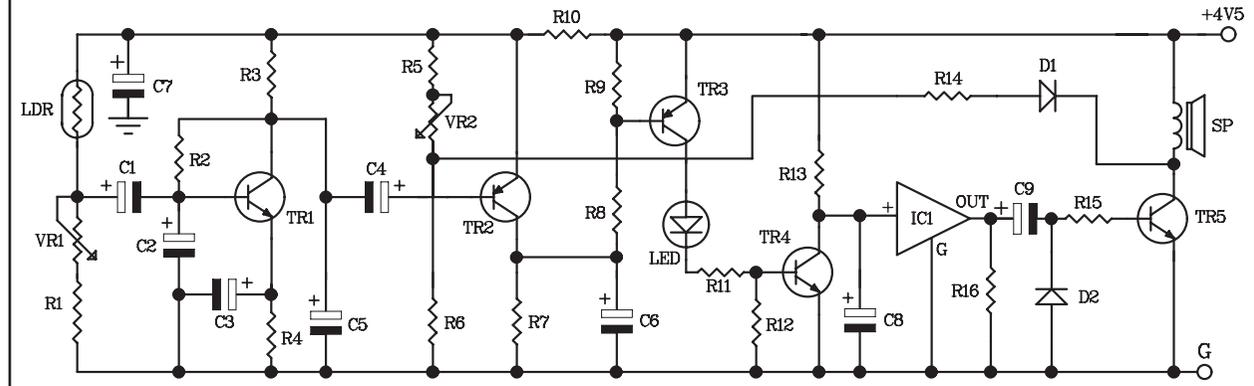 R10
+4V5
+
C7
R3
R5
R9
TR3
R14
D1
LDR
VR2
SP
R2
C1
+
C4
+
R13
IC1
+
OUT
C9
+
R15
TR1
TR2
R8
TR5
VR1
C2
+
LED
TR4
G
R1
C3
+
R4
+
C5
R6
R7
+
C6
R11
R12
+
C8
R16
D2
G